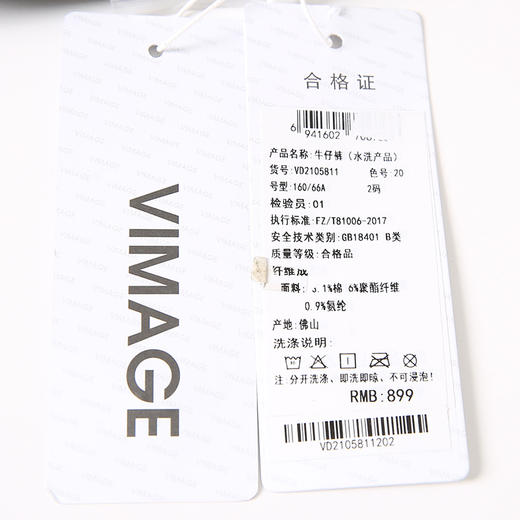 VIMAGE
合格证
6 941602
产品名称:牛仔裤(水洗产品)
货号:VD2105811 色号:20
号型:160/66A 2码
检验员:01
执行标准:FZ/T81006-2017
安全技术类别:GB18401 B类
质量等级:合格品
纤维成
面料: .1%棉 6%聚酯纤维
0.9%氨纶
产地:佛山
洗涤说明:
注:分开洗涤、即洗即晾、不可浸泡!
RMB:899
VD2105811202